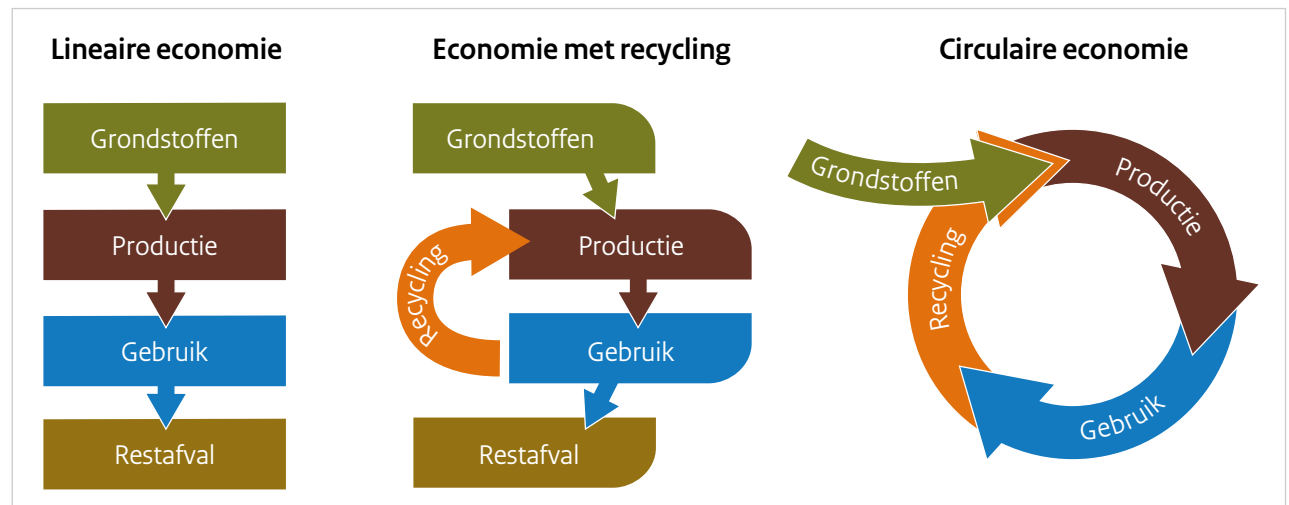 Lineaire economie
Grondstoffen
Productie
Gebruik
Restafval
Economie met recycling
Grondstoffen
Productie
Recycling
Gebruik
Restafval
Circulaire economie
Grondstoffen
Productie
Gebruik
Recycling